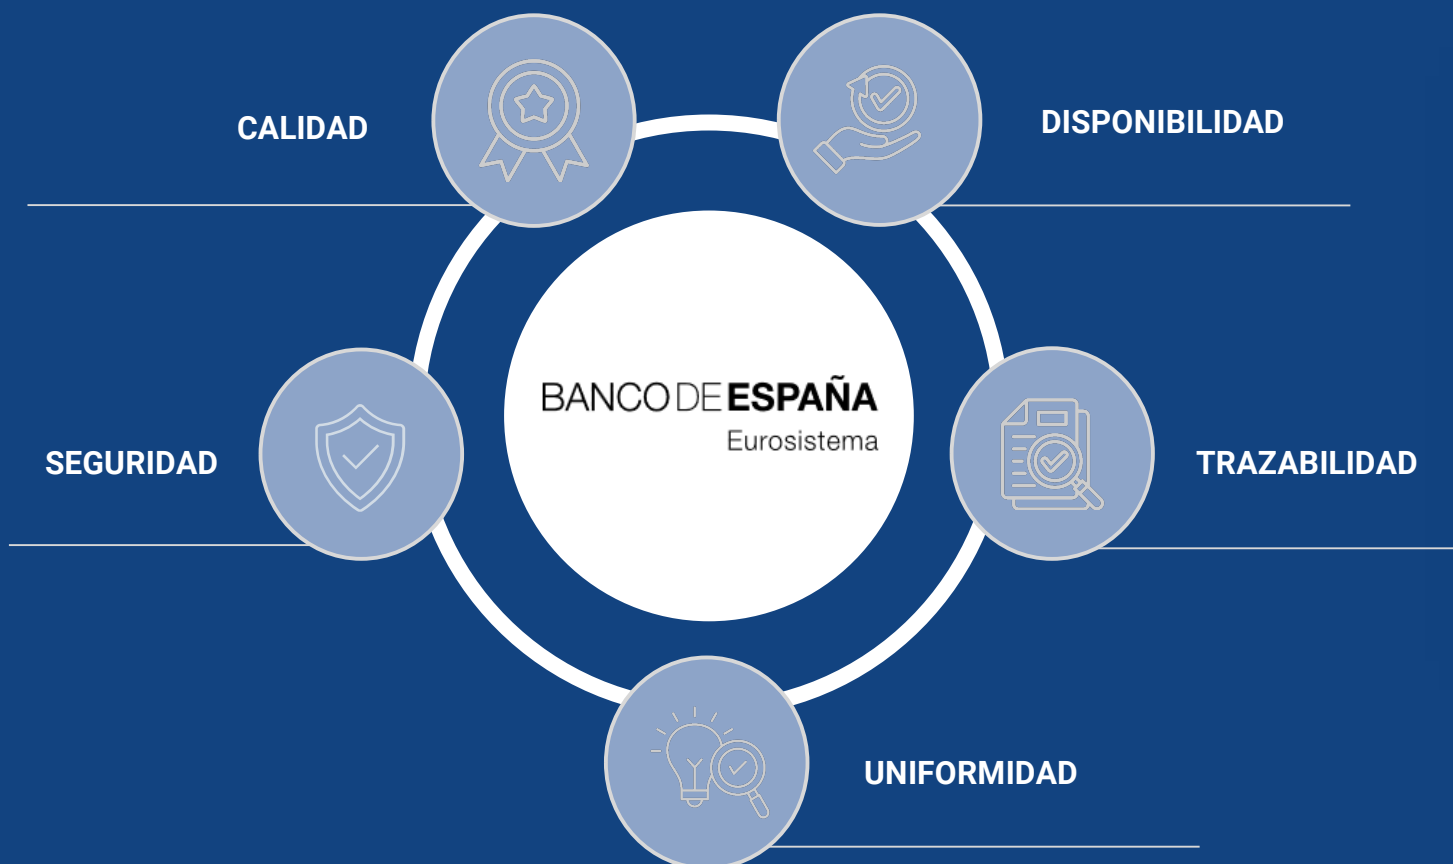 CALIDAD
DISPONIBILIDAD
BANCO DE ESPAÑA
Eurosistema
SEGURIDAD
TRAZABILIDAD
UNIFORMIDAD